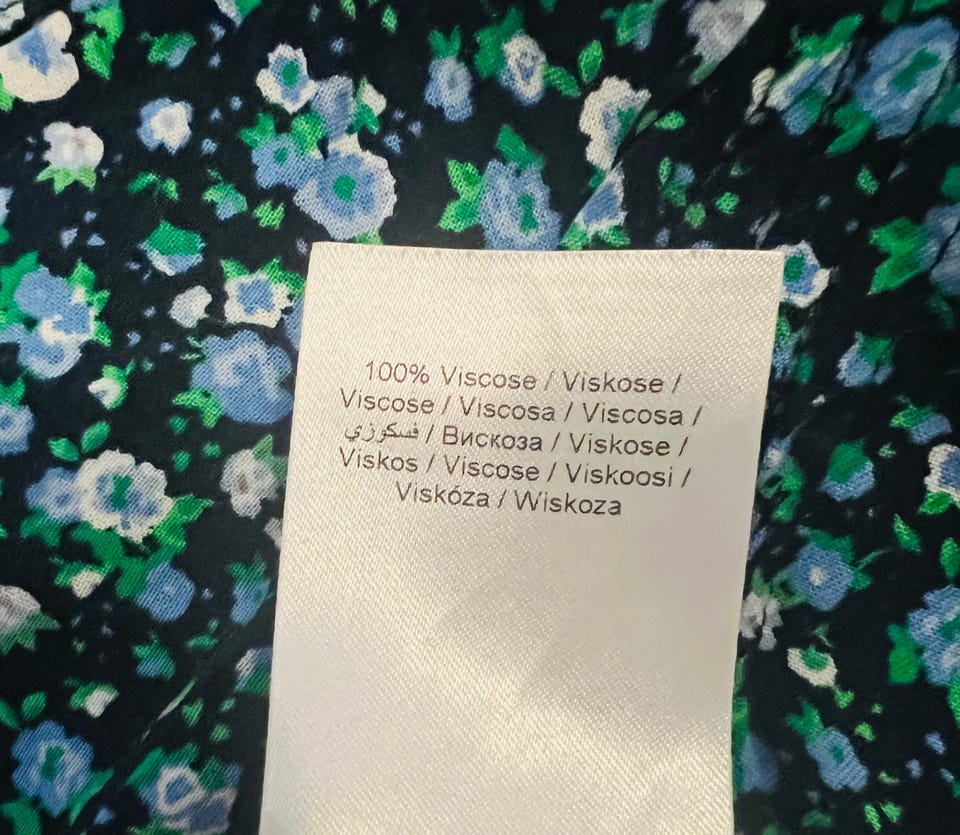 100% Viscose / Viskose /
Viscose / Viscosa / Viscosa /
فسكوزي / Вискоза / Viskose /
Viskos / Viscose / Viskoosi /
Viskóza / Wiskoza